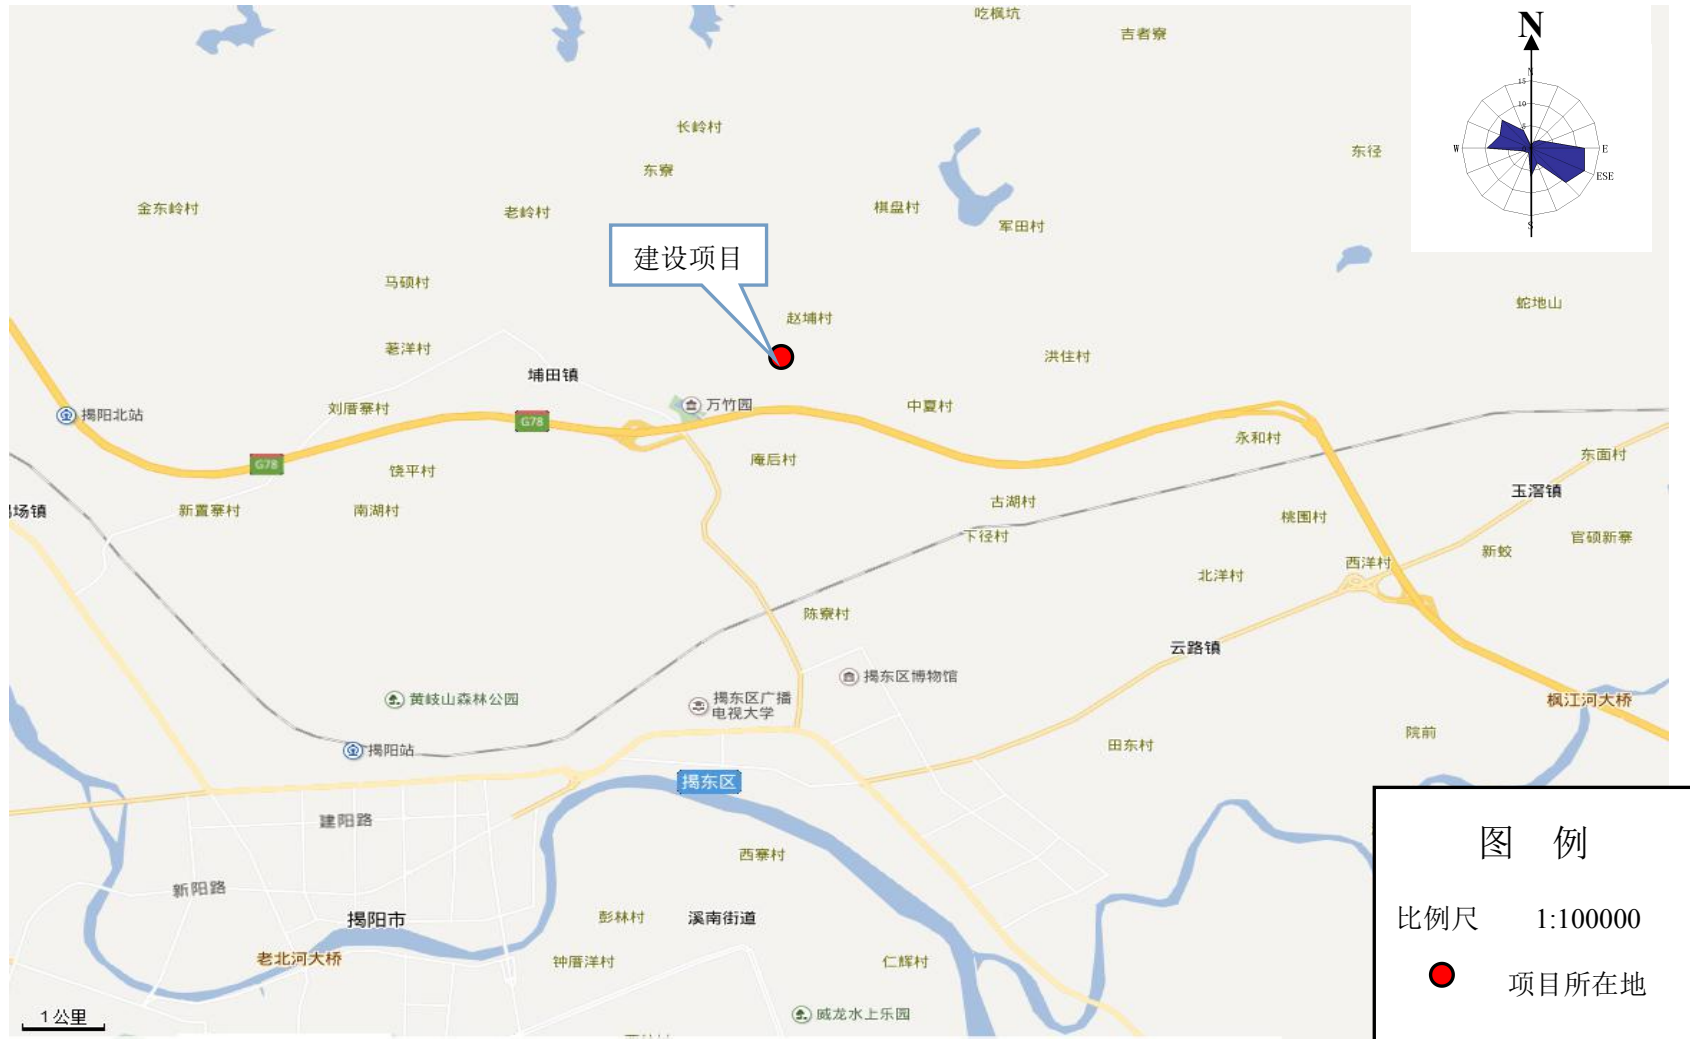 吃枫坑
吉者寮
N
N
15
10
5
0
W
E
ESE
S
长岭村
东寮
东径
金东岭村
老岭村
棋盘村
军田村
建设项目
马硕村
蛇地山
赵埔村
荖洋村
洪住村
埔田镇
揭阳北站
刘厝寨村
万竹园
中夏村
G78
永和村
G78
饶平村
庵后村
东面村
玉滘镇
新置寨村
南湖村
古湖村
场镇
桃围村
下径村
官硕新寨
新蛟
西洋村
北洋村
陈寮村
云路镇
揭东区博物馆
黄岐山森林公园
揭东区广播
电视大学
枫江河大桥
院前
揭阳站
田东村
揭东区
建阳路
西寨村
图 例
新阳路
揭阳市
彭林村
溪南街道
比例尺 1:100000
老北河大桥
钟厝洋村
仁辉村
项目所在地
1公里
威龙水上乐园